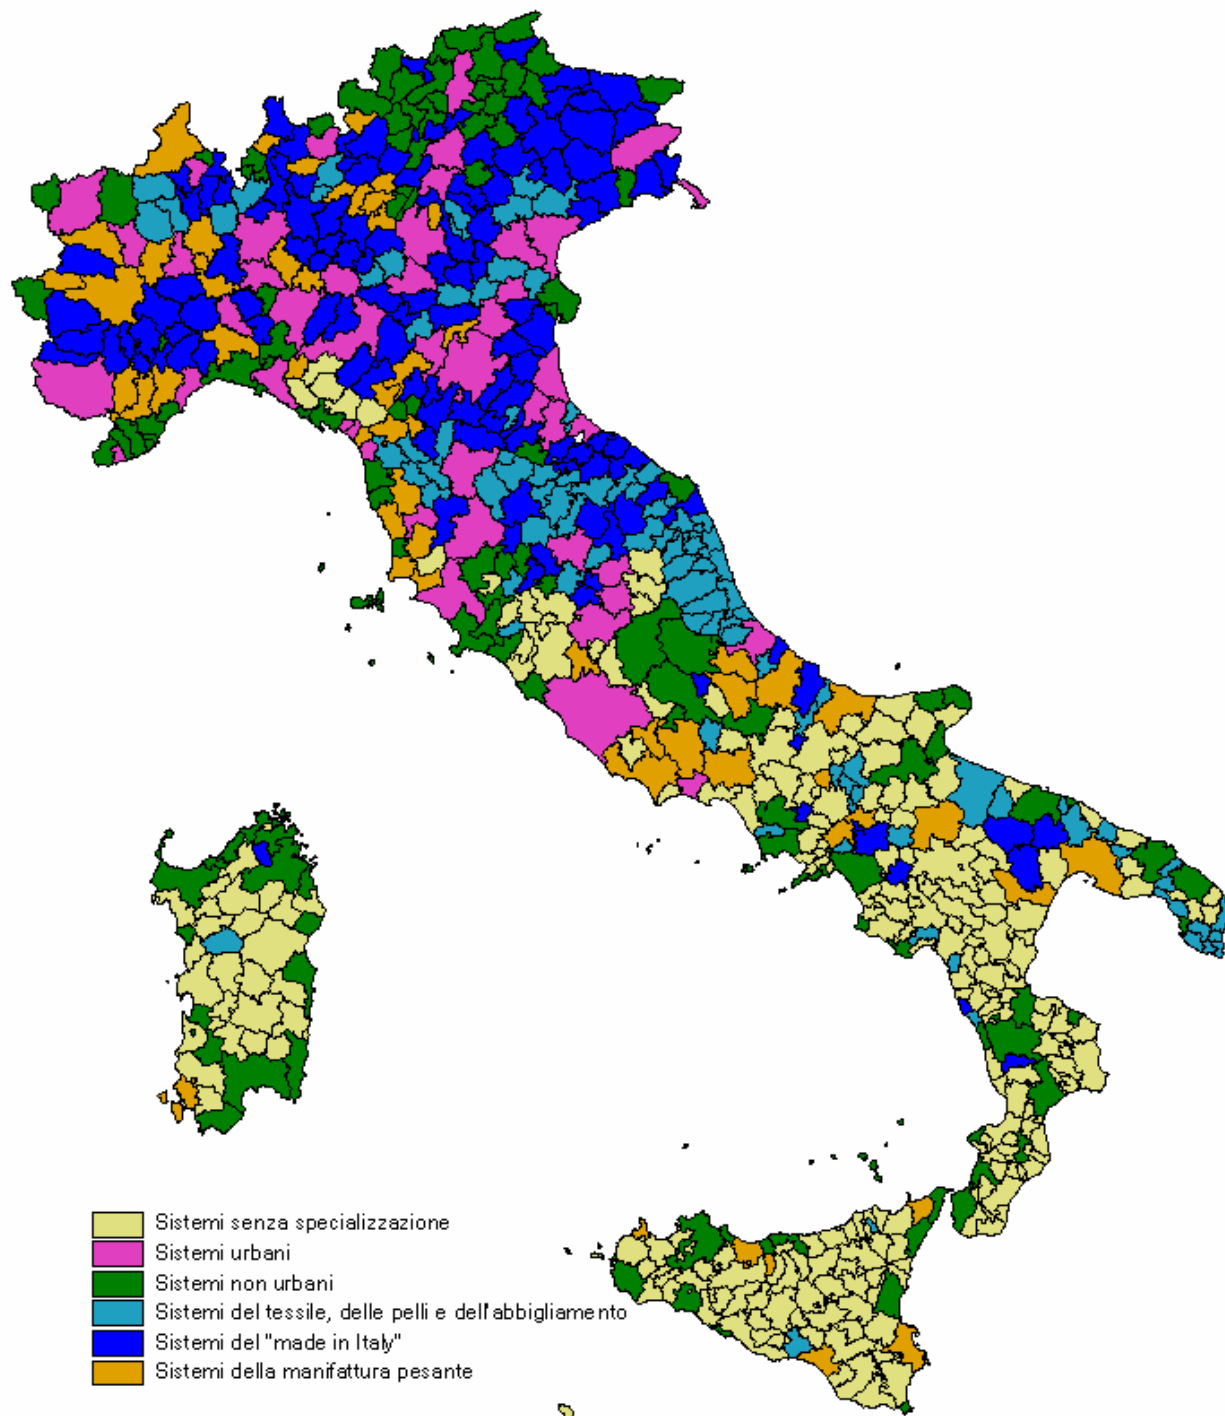 Sistemi senza specializzazione
Sistemi urbani
Sistemi non urbani
Sistemi del tessile, delle pelli e dell'abbigliamento
Sistemi del "made in Italy"
Sistemi della manifattura pesante